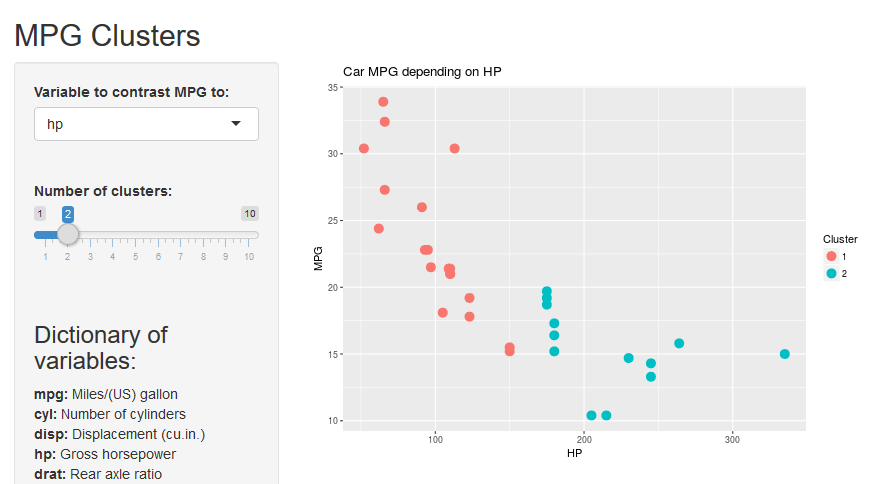 MPG Clusters
Variable to contrast MPG to:
hp
Number of clusters:
1 2 10
1 2 3 4 5 6 7 8 9 10
Dictionary of
variables:
mpg: Miles/(US) gallon
cyl: Number of cylinders
disp: Displacement (cu.in.)
hp: Gross horsepower
drat: Rear axle ratio
Car MPG depending on HP
35
30
25
20
15
10
MPG
100 200 300
HP
Cluster
1
2